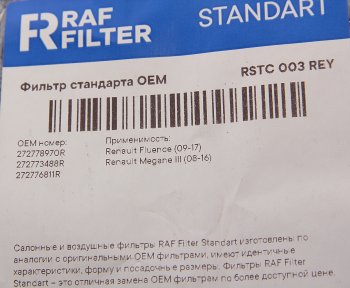 RAF
FILTER
STANDART
Фильтр стандарта OEM
RSTC 003 REY
OEM номер:
272778970R
272773488R
272776811R
Применимость:
Renault Fluence (09-17)
Renault Megane III (08-16)
Салонные и воздушные фильтры RAF Filter Standart изготовлены, по
аналогии с оригинальными OEM фильтрами, имеют идентичные
характеристики, форму и посадочные размеры. Фильтры RAF Filter
Standart – это отличная замена OEM фильтрам по более доступной цене.